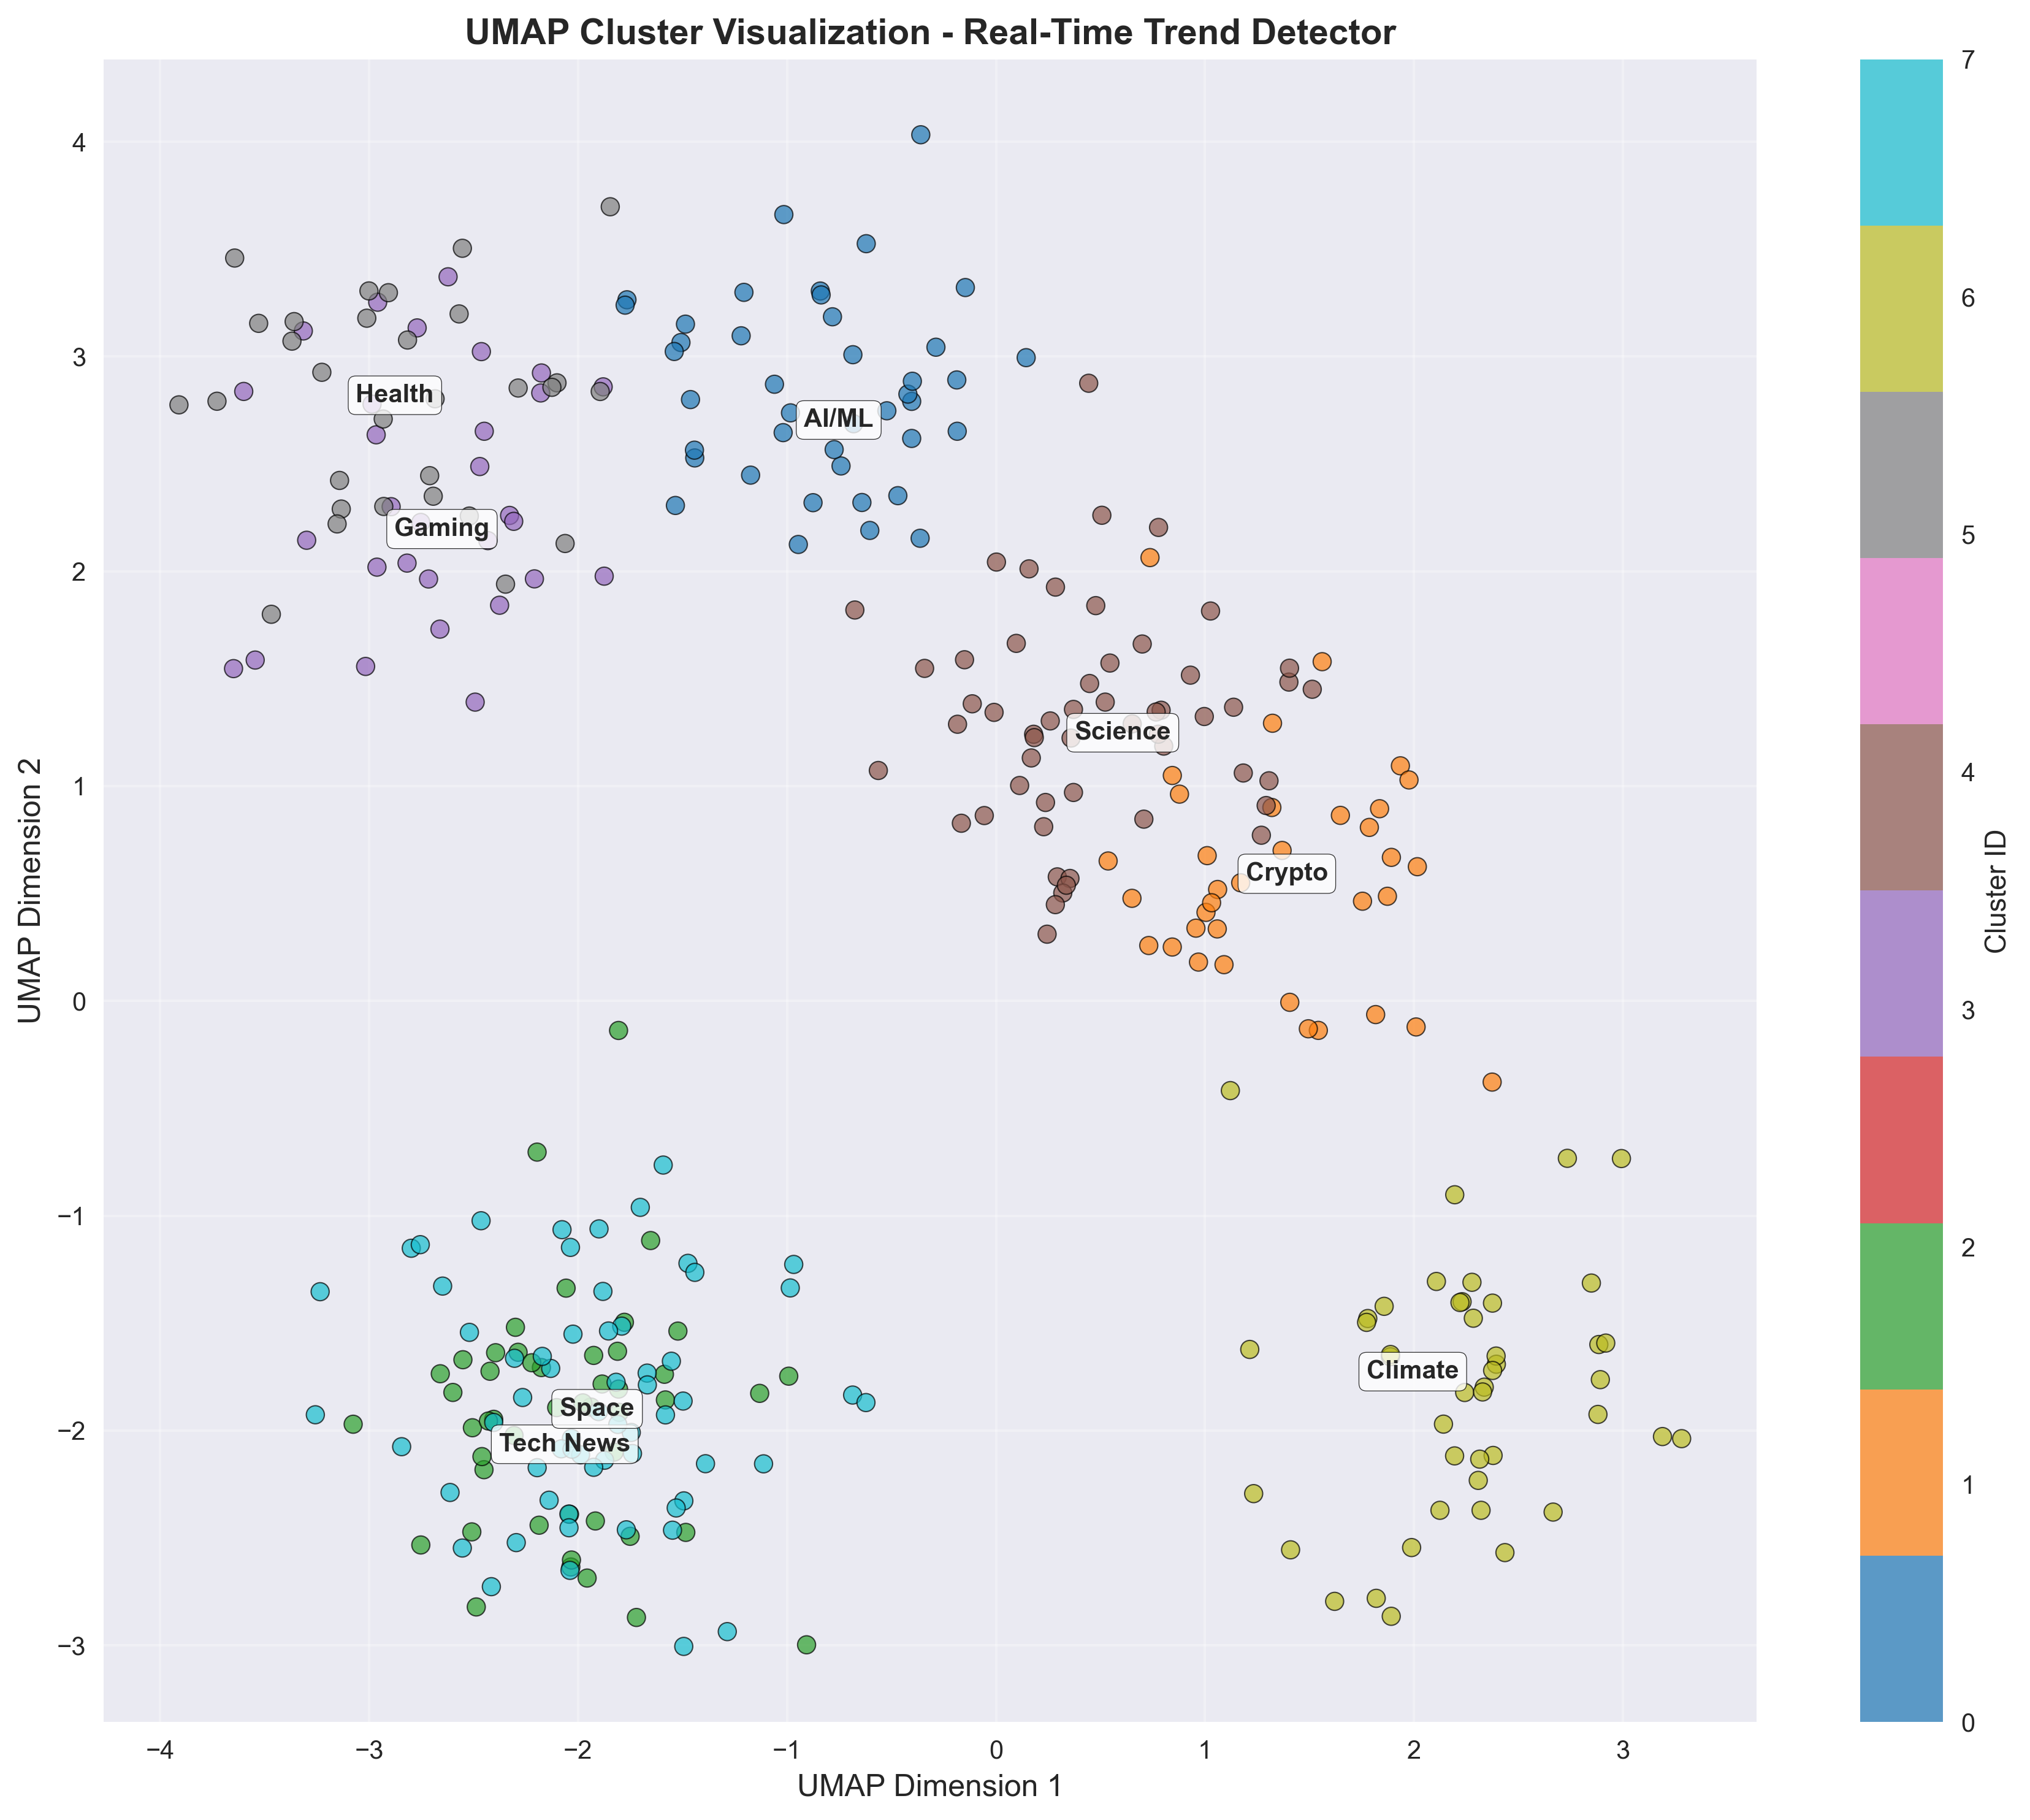 UMAP Cluster Visualization - Real-Time Trend Detector
UMAP Dimension 2
4
3
2
1
0
−1
−2
−3
Health
AI/ML
Gaming
Science
Crypto
Climate
Space
Tech News
−4
−3
−2
−1
0
1
2
3
UMAP Dimension 1
7
6
5
4
3
2
1
0
Cluster ID